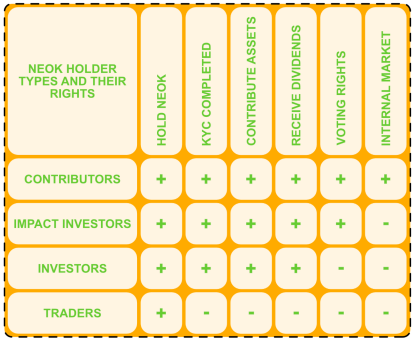 NEOK HOLDER
TYPES AND THEIR
RIGHTS
HOLD NEOK
KYC COMPLETED
CONTRIBUTE ASSETS
RECEIVE DIVIDENDS
VOTING RIGHTS
INTERNAL MARKET
CONTRIBUTORS + + + + + +
IMPACT INVESTORS + + + + + -
INVESTORS + + + + - -
TRADERS + - - - - -